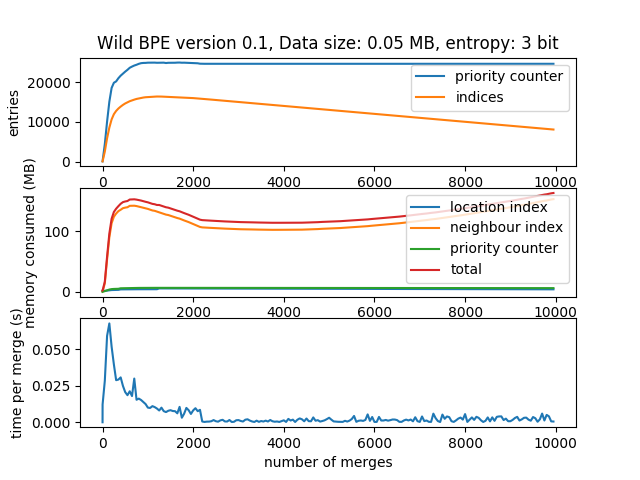 Wild BPE version 0.1, Data size: 0.05 MB, entropy: 3 bit
entries
20000
10000
0
priority counter
indices
0 2000 4000 6000 8000 10000
memory consumed (MB)
100
0
location index
neighbour index
priority counter
total
0 2000 4000 6000 8000 10000
time per merge (s)
0.050
0.025
0.000
0 2000 4000 6000 8000 10000
number of merges